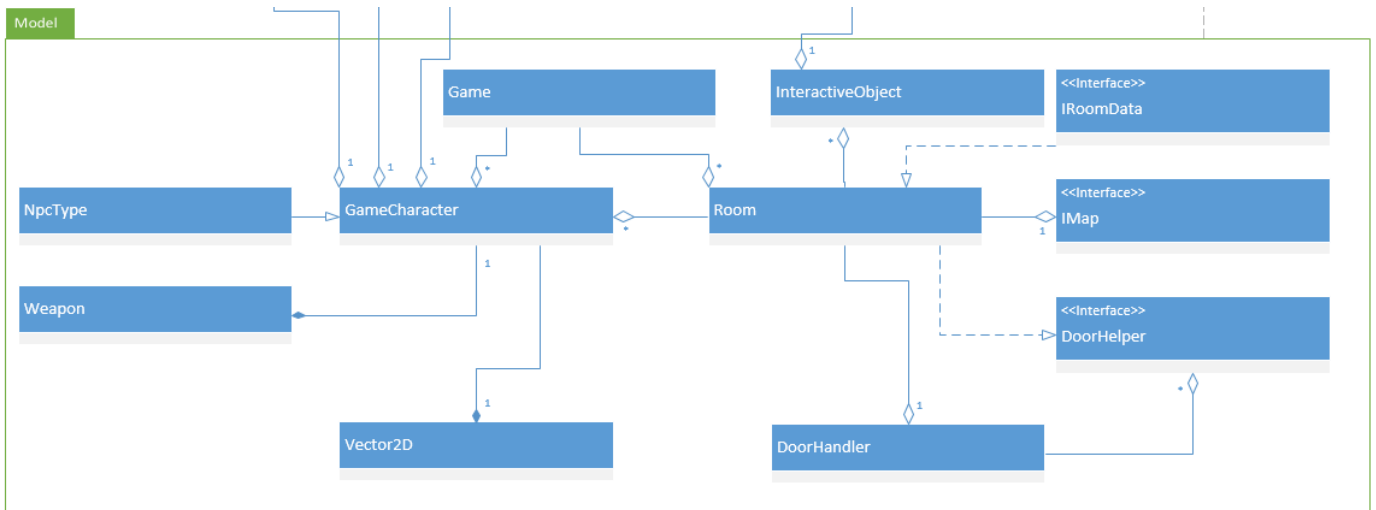 Model
1
1
<<Interface>>
Game
InteractiveObject
IRoomData
1
1
1
*
*
*
<<Interface>>
NpcType
GameCharacter
Room
IMap
*
1
1
1
Weapon
<<Interface>>
DoorHelper
*
1
1
Vector2D
DoorHandler